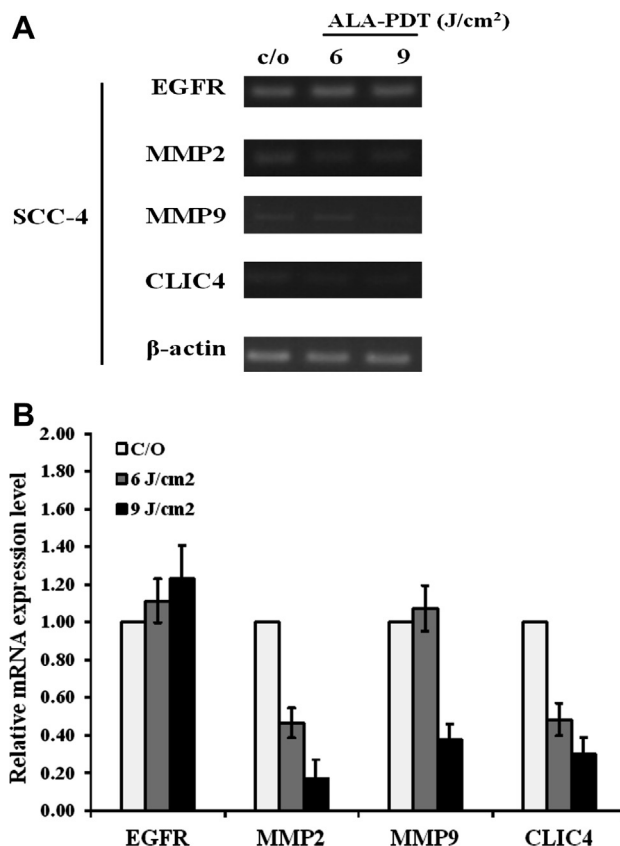 A
ALA-PDT (J/cm²)
c/o 6 9
EGFR
MMP2
MMP9
CLIC4
β-actin
SCC-4
B
Relative mRNA expression level
2.00
1.80
1.60
1.40
1.20
1.00
0.80
0.60
0.40
0.20
0.00
C/O
6 J/cm2
9 J/cm2
EGFR MMP2 MMP9 CLIC4